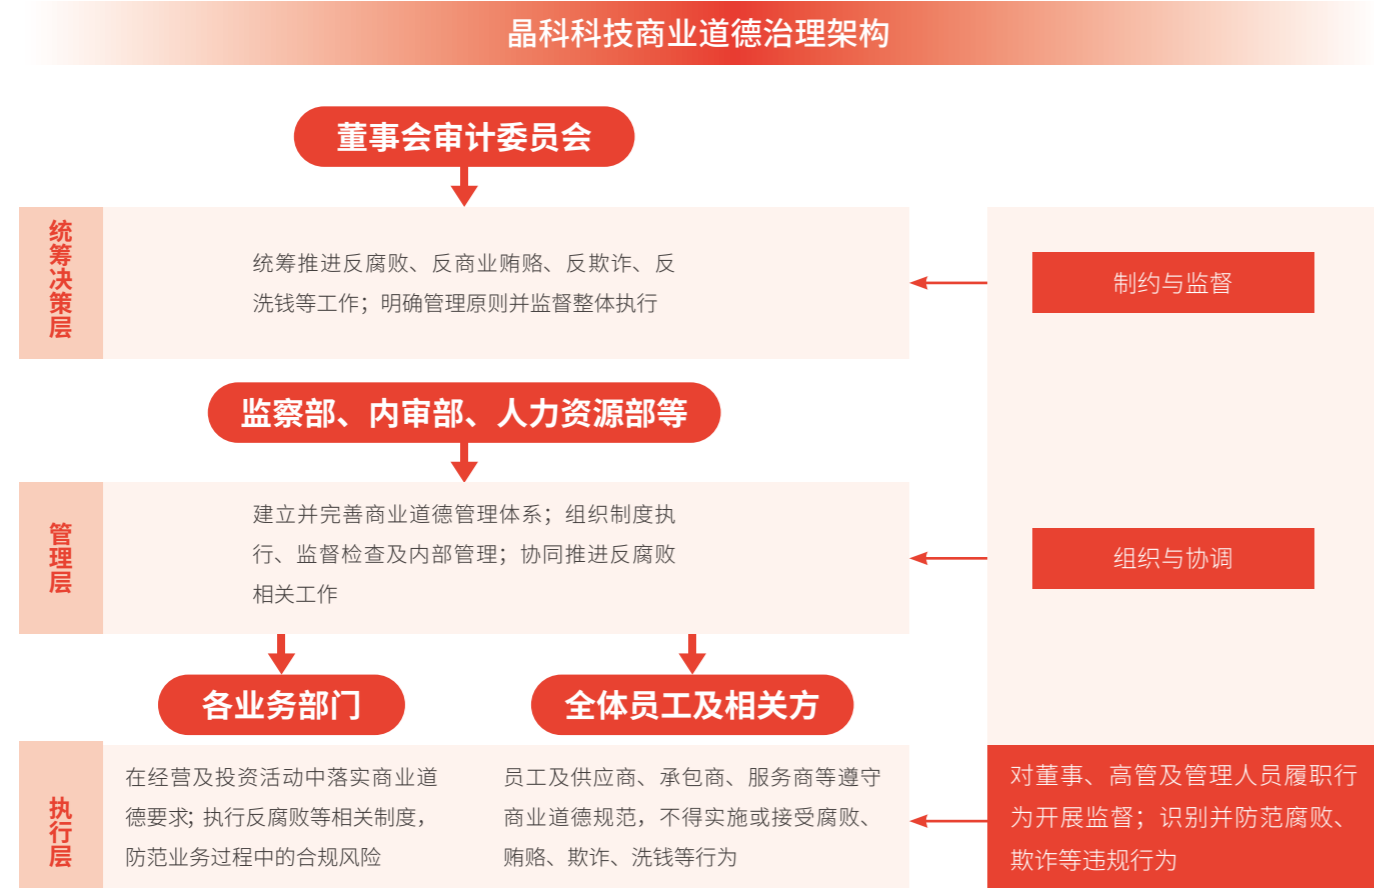 晶科科技商业道德治理架构
董事会审计委员会
统筹决策层
统筹推进反腐败、反商业贿赂、反欺诈、反
洗钱等工作；明确管理原则并监督整体执行
制约与监督
监察部、内审部、人力资源部等
管理层
建立并完善商业道德管理体系；组织制度执
行、监督检查及内部管理；协同推进反腐败
相关工作
组织与协调
各业务部门
全体员工及相关方
执行层
在经营及投资活动中落实商业道
德要求；执行反腐败等相关制度，
防范业务过程中的合规风险
员工及供应商、承包商、服务商等遵守
商业道德规范，不得实施或接受腐败、
贿赂、欺诈、洗钱等行为
对董事、高管及管理人员履职行
为开展监督；识别并防范腐败、
欺诈等违规行为